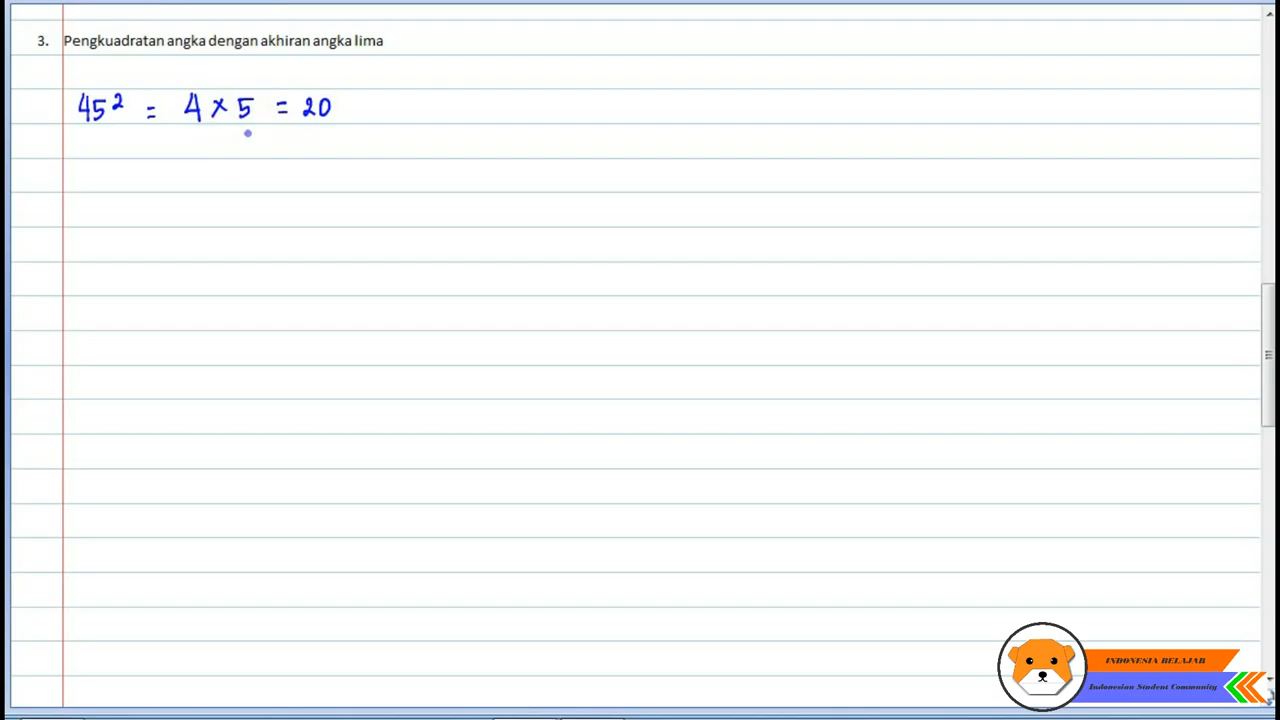 3. Pengkuadratan angka dengan akhiran angka lima
45² = 4 × 5 = 20
INDONESIA BELAJAR
Indonesian Student Community